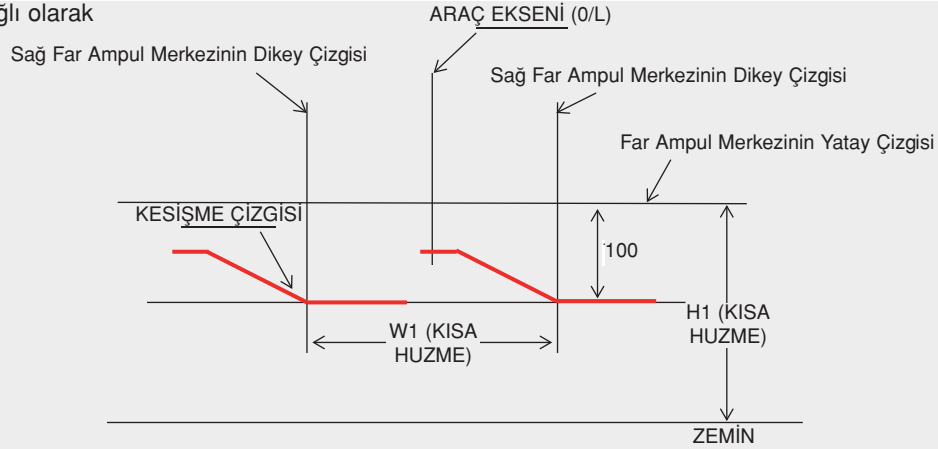 ğlı olarak
ARAÇ EKSENİ (0/L)
Sağ Far Ampul Merkezinin Dikey Çizgisi
Sağ Far Ampul Merkezinin Dikey Çizgisi
Far Ampul Merkezinin Yatay Çizgisi
KESİŞME ÇİZGİSİ
100
H1 (KISA
HUZME)
W1 (KISA
HUZME)
ZEMİN